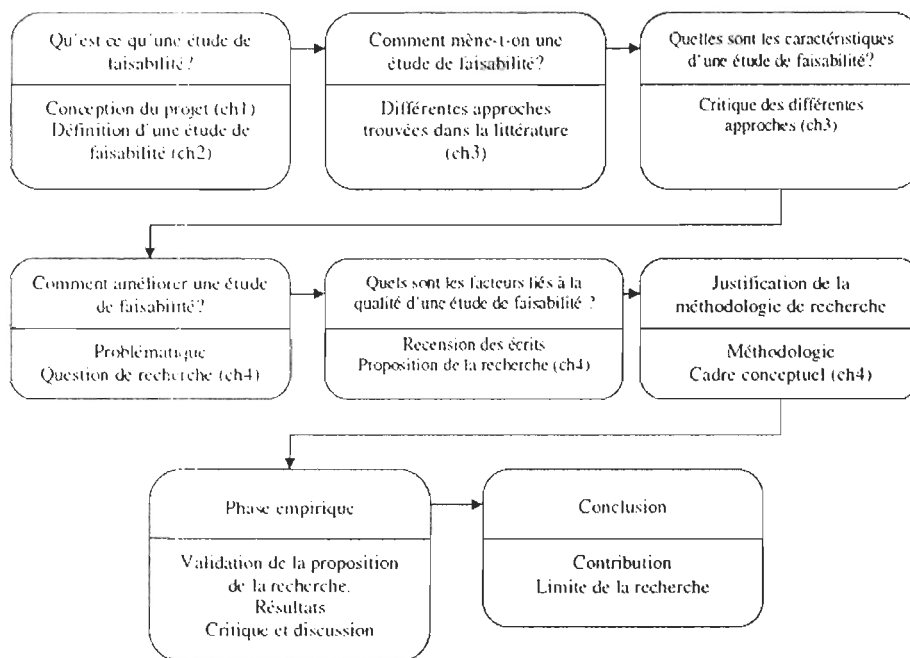 Qu'est ce qu'une étude de
faisabilité?
Conception du projet (ch1)
Définition d'une étude de
faisabilité (ch2)
Comment mène-t-on une
étude de faisabilité?
Différentes approches
trouvées dans la littérature
(ch3)
Quelles sont les caractéristiques
d'une étude de faisabilité?
Critique des différentes
approches (ch3)
Comment améliorer une étude
de faisabilité?
Problématique
Question de recherche (ch4)
Quels sont les facteurs liés à la
qualité d'une étude de faisabilité ?
Recension des écrits
Proposition de la recherche (ch4)
Justification de la
méthodologie de recherche
Méthodologie
Cadre conceptuel (ch4)
Phase empirique
Validation de la proposition
de la recherche.
Résultats
Critique et discussion
Conclusion
Contribution
Limite de la recherche